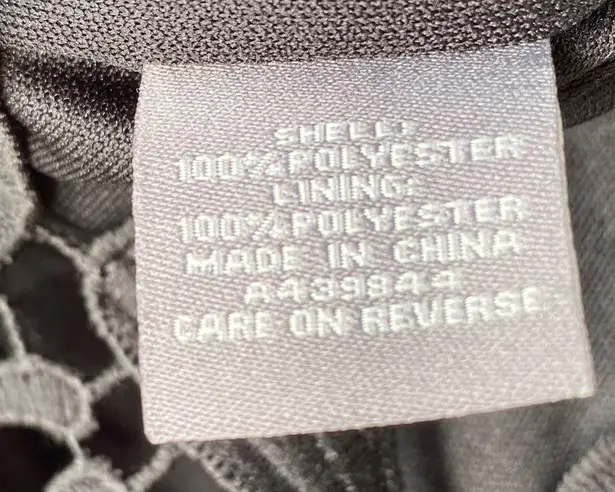 SHELL:
100%POLYESTER
LINING:
100%POLYESTER
MADE IN CHINA
A439844
CARE ON REVERSE